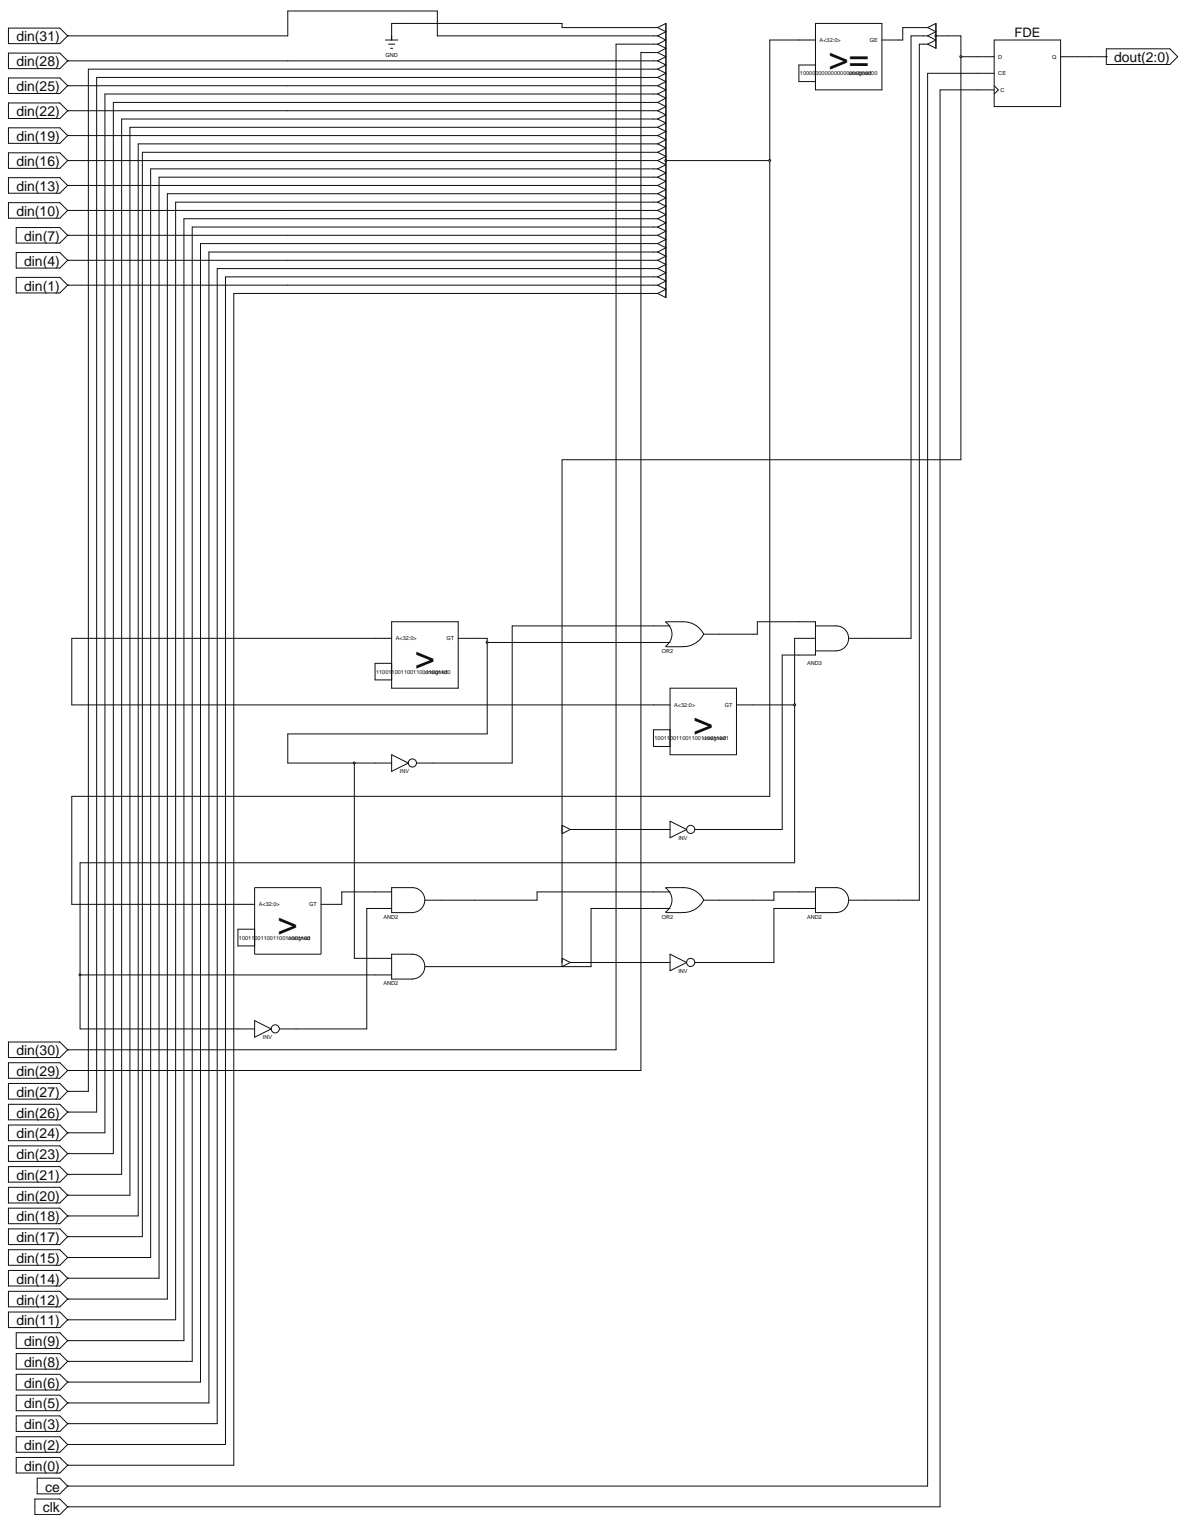 din(31)
din(28)
din(25)
din(22)
din(19)
din(16)
din(13)
din(10)
din(7)
din(4)
din(1)
GND
A<32:0>
GE
>=
FDE
D
Q
CE
C
dout(2:0)
A<32:0>
GT
>
OR2
AND3
A<32:0>
GT
>
INV
INV
A<32:0>
GT
>
AND2
OR2
AND2
AND2
INV
INV
din(30)
din(29)
din(27)
din(26)
din(24)
din(23)
din(21)
din(20)
din(18)
din(17)
din(15)
din(14)
din(12)
din(11)
din(9)
din(8)
din(6)
din(5)
din(3)
din(2)
din(0)
ce
clk